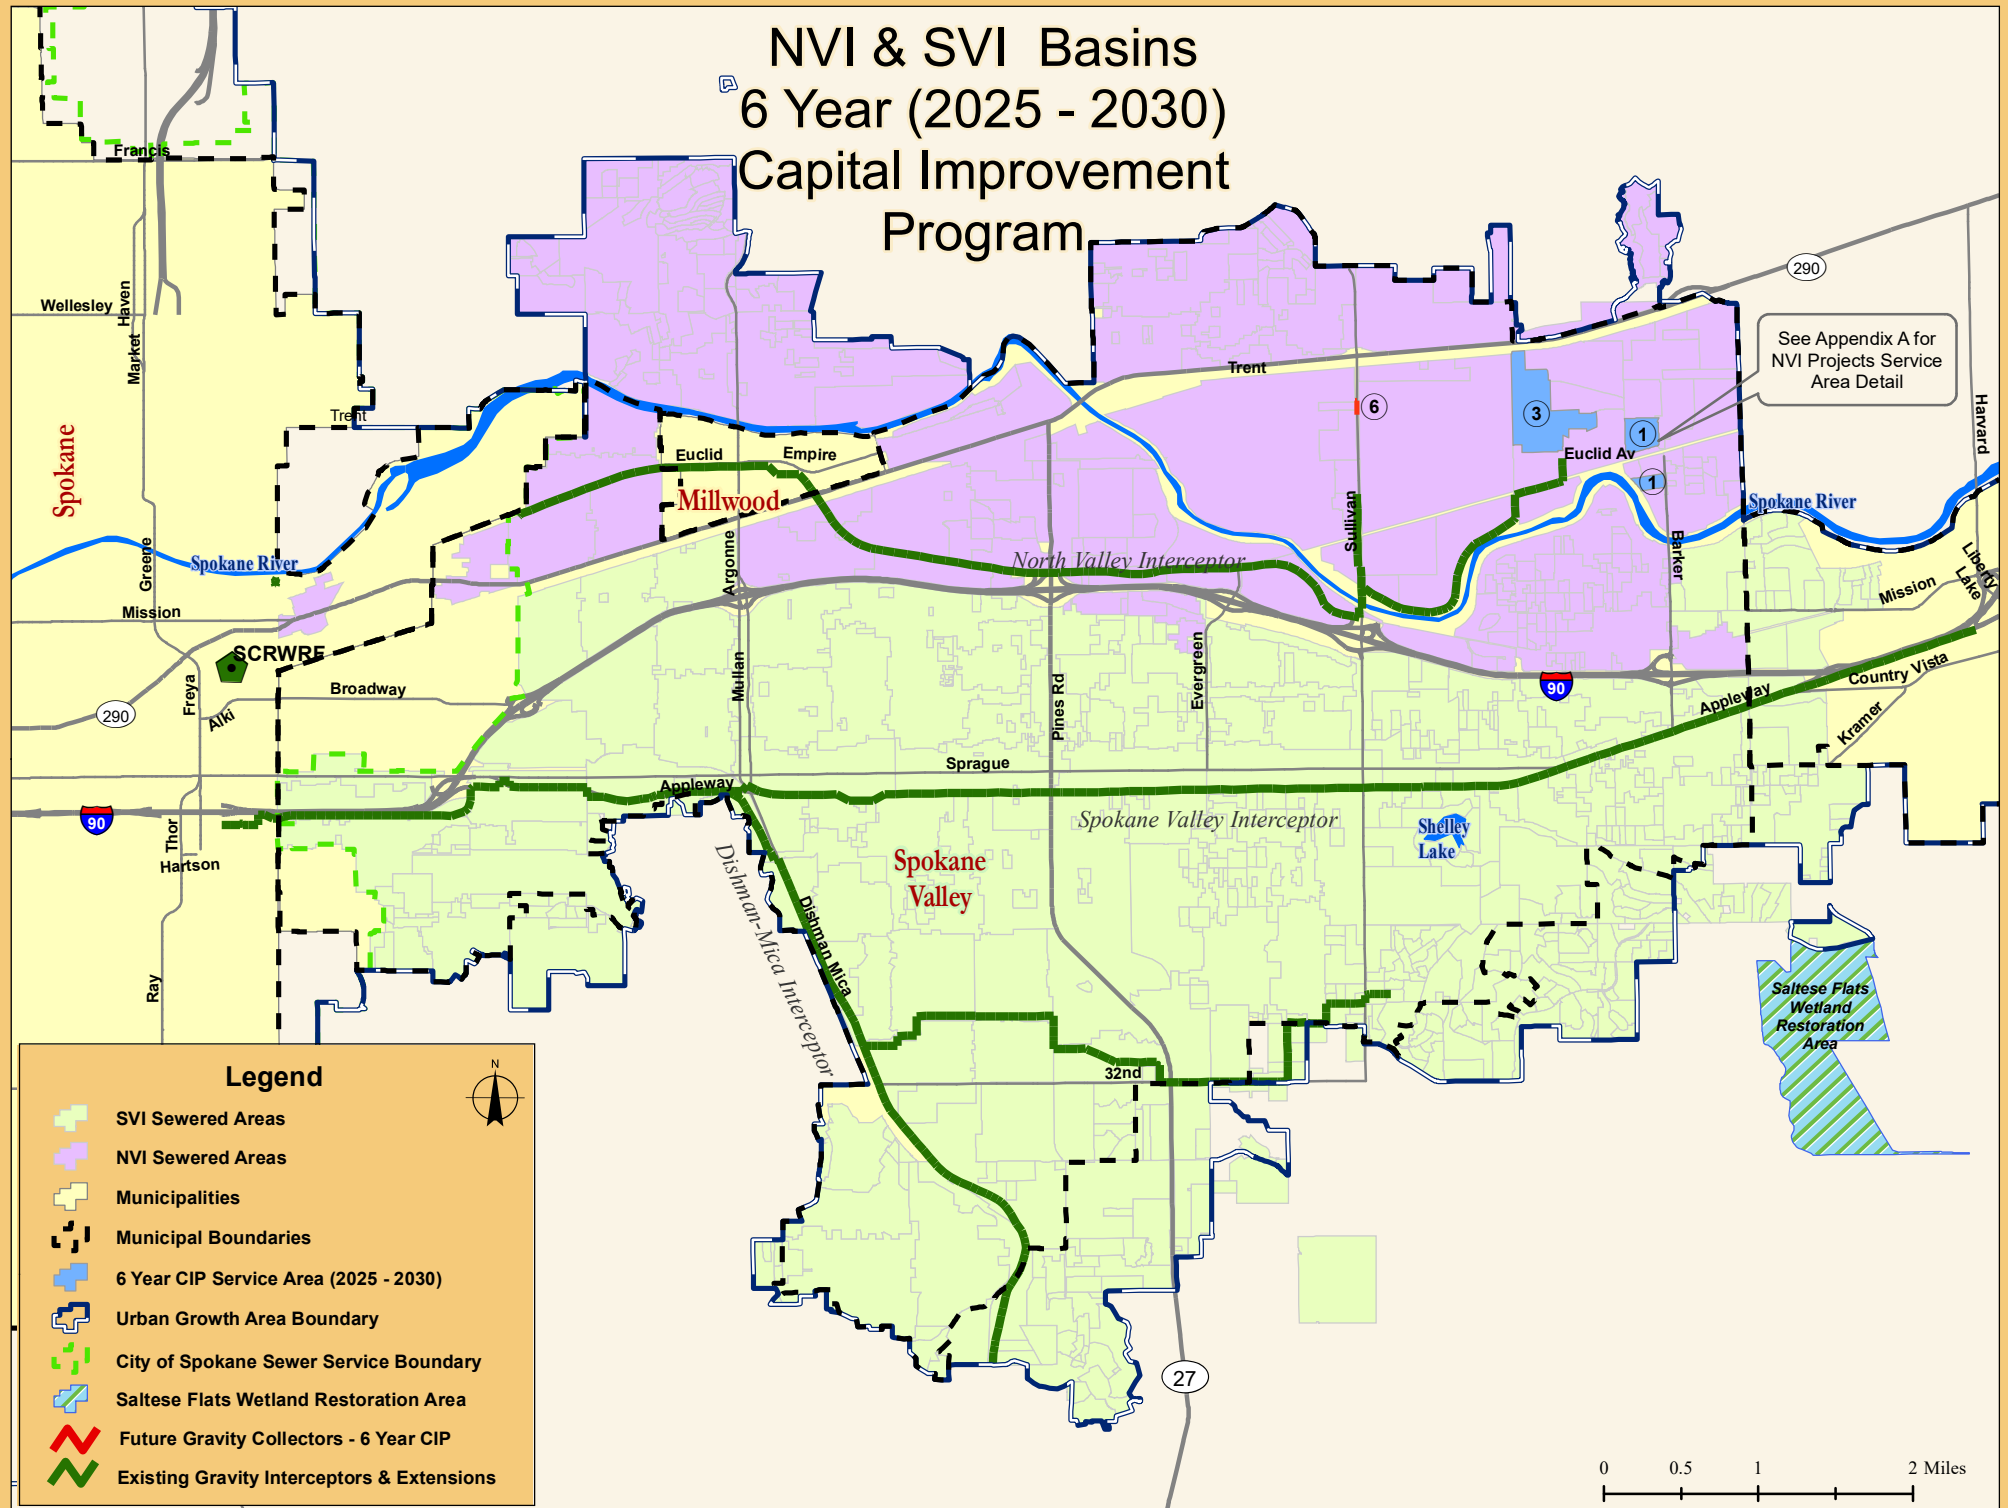 NVI & SVI Basins
6 Year (2025 - 2030)
Capital Improvement
Program
Francis
Wellesley
Haven
Market
Trent
Spokane
Greene
Spokane River
Mission
SCRWRF
Freya
Broadway
Alki
290
90
Thor
Hartson
Ray
Euclid
Empire
Millwood
Argonne
Mullan
North Valley Interceptor
Trent
290
See Appendix A for
NVI Projects Service
Area Detail
6
3
1
1
Euclid Av
Harvard
Sullivan
Spokane River
Barker
Liberty
Lake
Mission
Country Vista
Appleway
Kramer
90
Evergreen
Pines Rd
Sprague
Appleway
Spokane Valley Interceptor
Shelley
Lake
Spokane
Valley
Dishman-Mica Interceptor
Dishman Mica
32nd
27
Saltese Flats
Wetland
Restoration
Area
Legend
N
SVI Sewered Areas
NVI Sewered Areas
Municipalities
Municipal Boundaries
6 Year CIP Service Area (2025 - 2030)
Urban Growth Area Boundary
City of Spokane Sewer Service Boundary
Saltese Flats Wetland Restoration Area
Future Gravity Collectors - 6 Year CIP
Existing Gravity Interceptors & Extensions
0 0.5 1 2 Miles